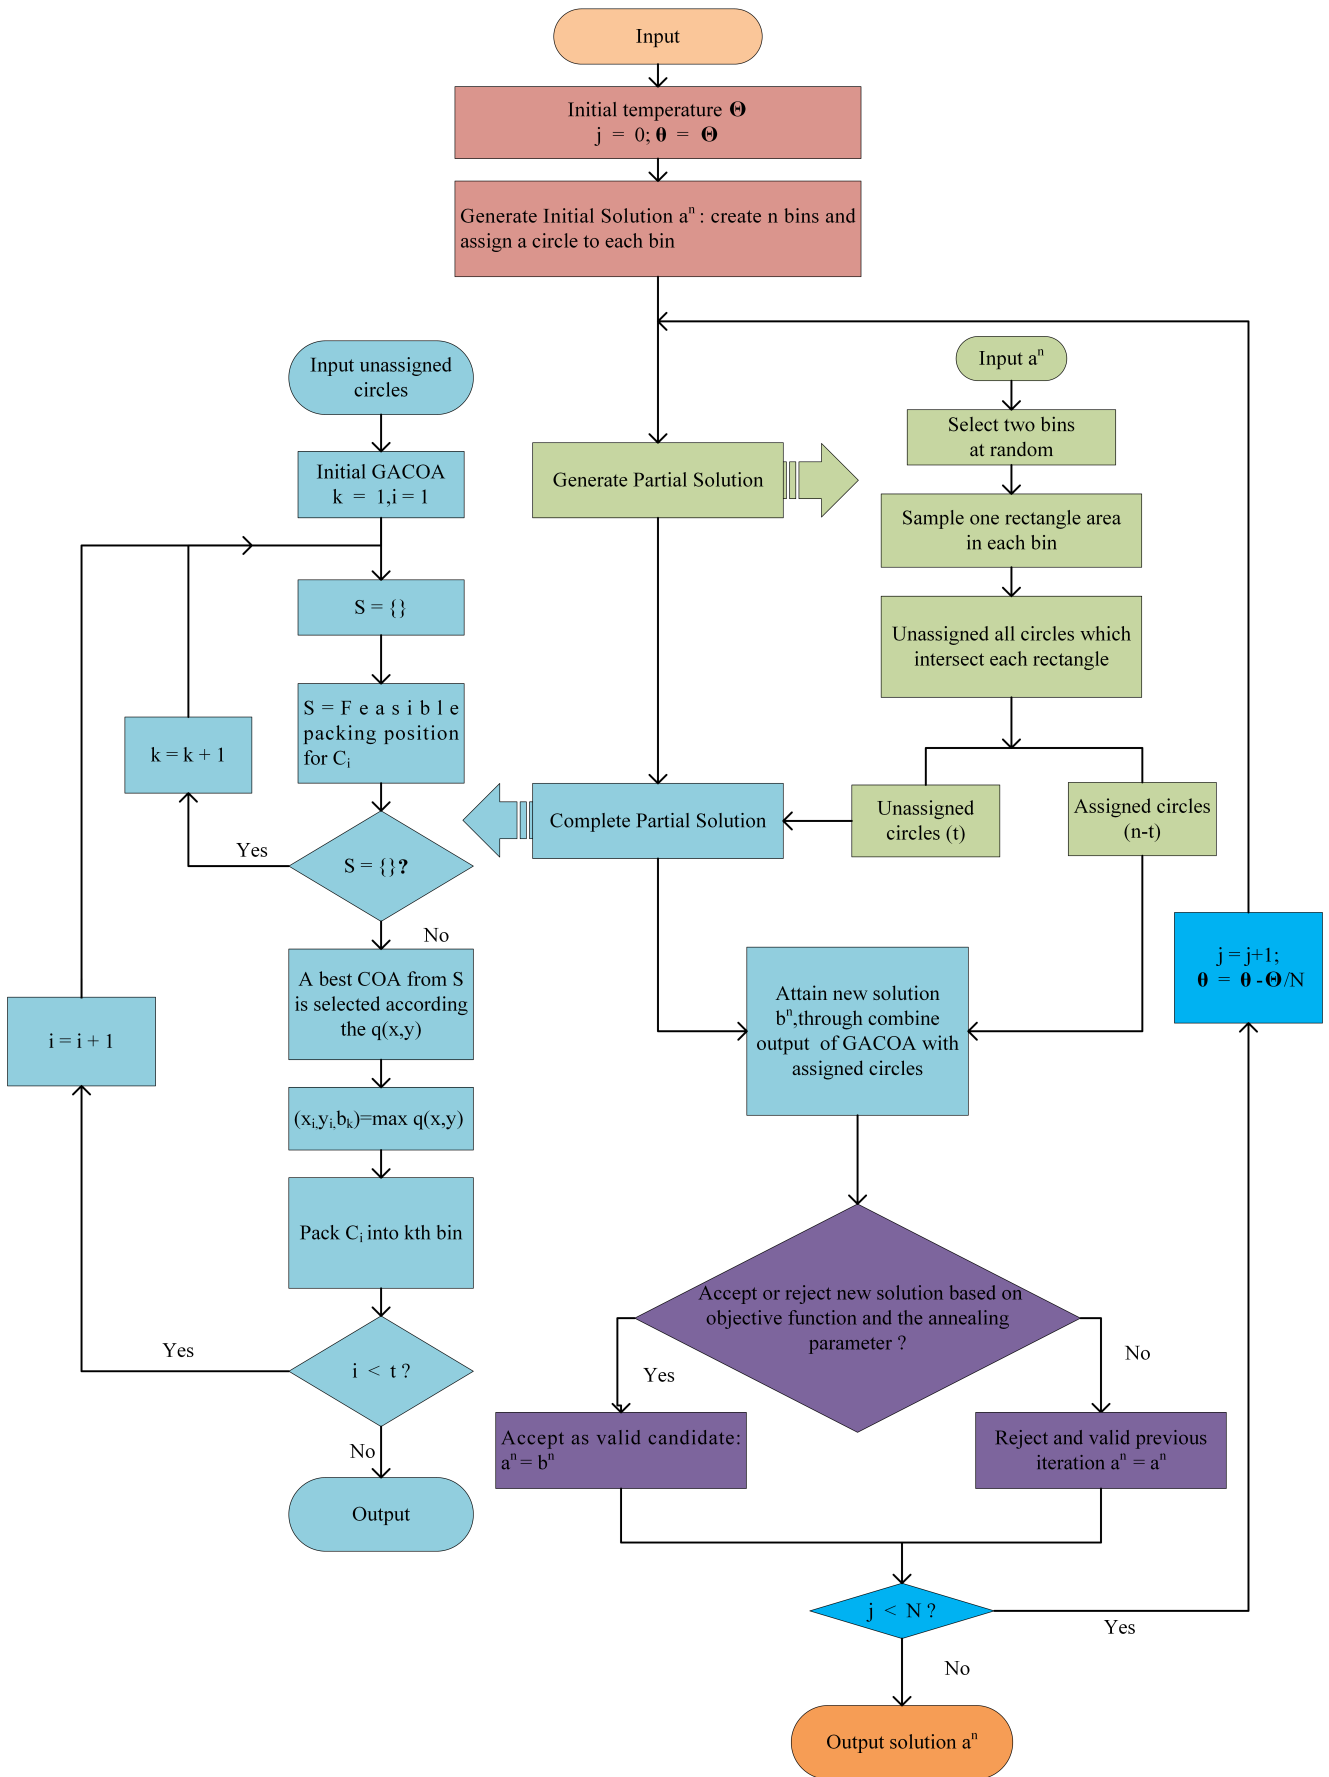 Input
Initial temperature Θ
j = 0; θ = Θ
Generate Initial Solution aⁿ : create n bins and
assign a circle to each bin
Input unassigned
circles
Initial GACOA
k = 1,i = 1
S = {}
S = Feasible
packing position
for Cᵢ
k = k + 1
Yes
S = {}?
No
A best COA from S
is selected according
the q(x,y)
i = i + 1
(xᵢ,yᵢ,bₖ)=max q(x,y)
Pack Cᵢ into kth bin
Yes
i < t ?
No
Output
Generate Partial Solution
Input aⁿ
Select two bins
at random
Sample one rectangle area
in each bin
Unassigned all circles which
intersect each rectangle
Complete Partial Solution
Unassigned
circles (t)
Assigned circles
(n-t)
Attain new solution
bⁿ,through combine
output of GACOA with
assigned circles
j = j+1;
θ = θ - Θ/N
Accept or reject new solution based on
objective function and the annealing
parameter ?
Yes
No
Accept as valid candidate:
aⁿ = bⁿ
Reject and valid previous
iteration aⁿ = aⁿ
j < N ?
Yes
No
Output solution aⁿ